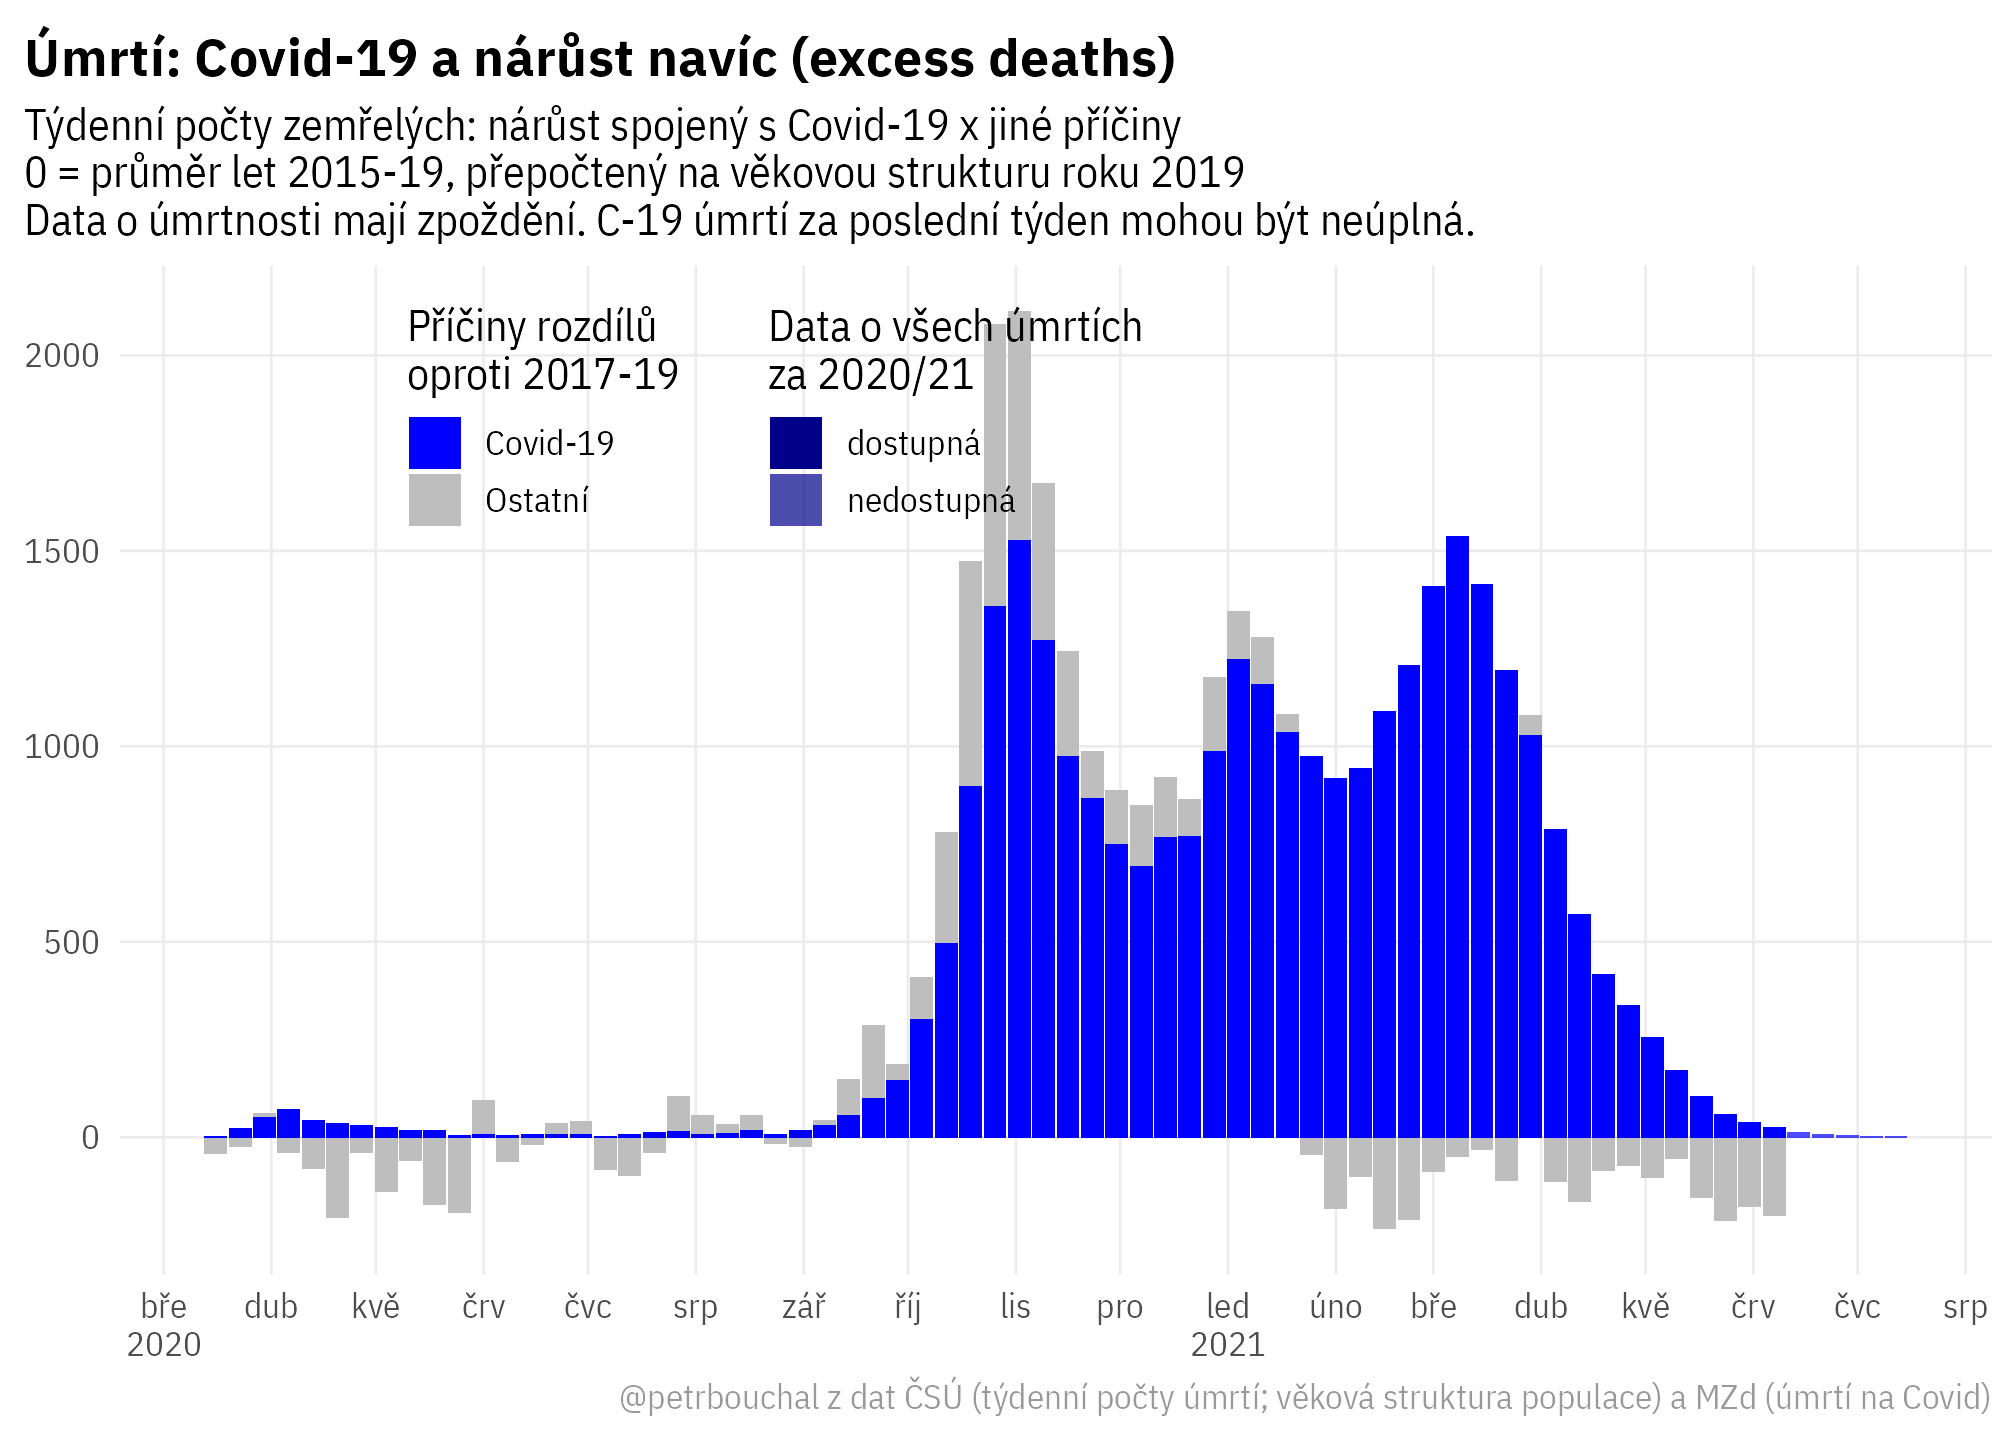 Úmrtí: Covid-19 a nárůst navíc (excess deaths)
Týdenní počty zemřelých: nárůst spojený s Covid-19 x jiné příčiny
0 = průměr let 2015-19, přepočtený na věkovou strukturu roku 2019
Data o úmrtnosti mají zpoždění. C-19 úmrtí za poslední týden mohou být neúplná.
Příčiny rozdílů
oproti 2017-19
Covid-19
Ostatní
Data o všech úmrtích
za 2020/21
dostupná
nedostupná
2000
1500
1000
500
0
bře dub kvě črv čvc srp zář říj lis pro led úno bře dub kvě črv čvc srp
2020 2021
@petrbouchal z dat ČSÚ (týdenní počty úmrtí; věková struktura populace) a MZd (úmrtí na Covid)